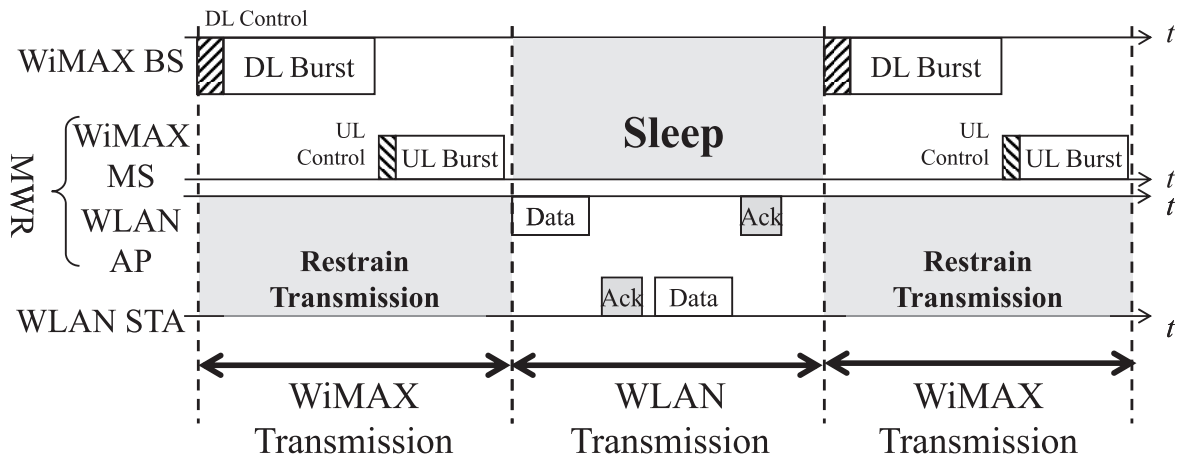 DL Control
t
WiMAX BS
DL Burst
DL Burst
Sleep
WiMAX
MS
UL
Control
UL Burst
UL
Control
UL Burst
t
t
MWR
WLAN
AP
Data
Ack
Restrain
Transmission
Restrain
Transmission
Ack
Data
WLAN STA
t
WiMAX
Transmission
WLAN
Transmission
WiMAX
Transmission